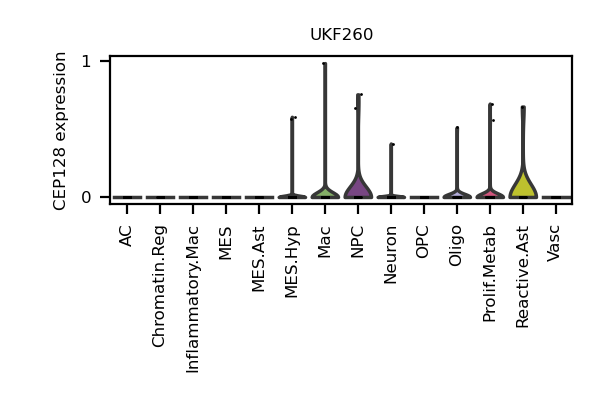 UKF260
CEP128 expression
1
0
AC
Chromatin.Reg
Inflammatory.Mac
MES
MES.Ast
MES.Hyp
Mac
NPC
Neuron
OPC
Oligo
Prolif.Metab
Reactive.Ast
Vasc